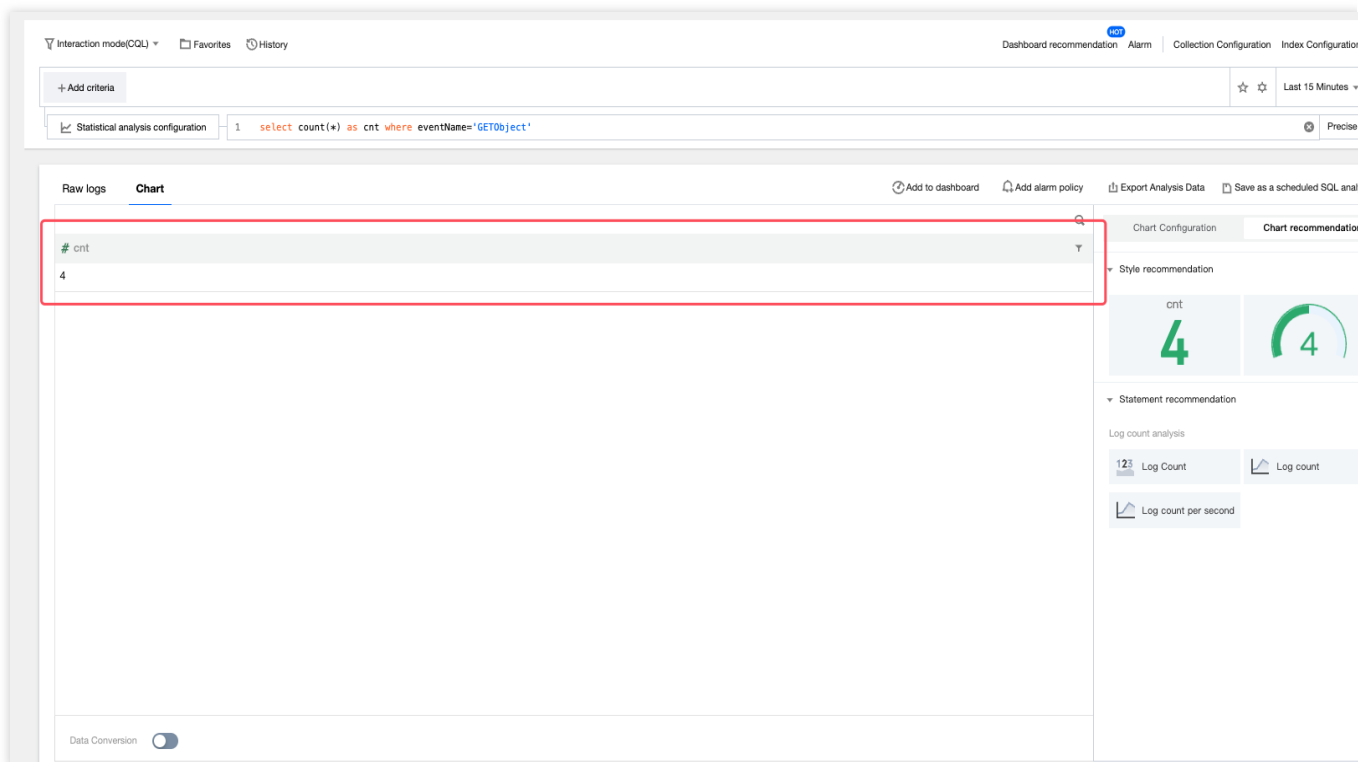 Interaction mode(CQL) Favorites History HOT Dashboard recommendation Alarm Collection Configuration Index Configuration
+ Add criteria Last 15 Minutes
Statistical analysis configuration 1 select count(*) as cnt where eventName='GETObject' Precise
Raw logs Chart Add to dashboard Add alarm policy Export Analysis Data Save as a scheduled SQL anal
Chart Configuration Chart recommendation
# cnt
4
Style recommendation
cnt
4
4
Statement recommendation
Log count analysis
123 Log Count Log count
Log count per second
Data Conversion